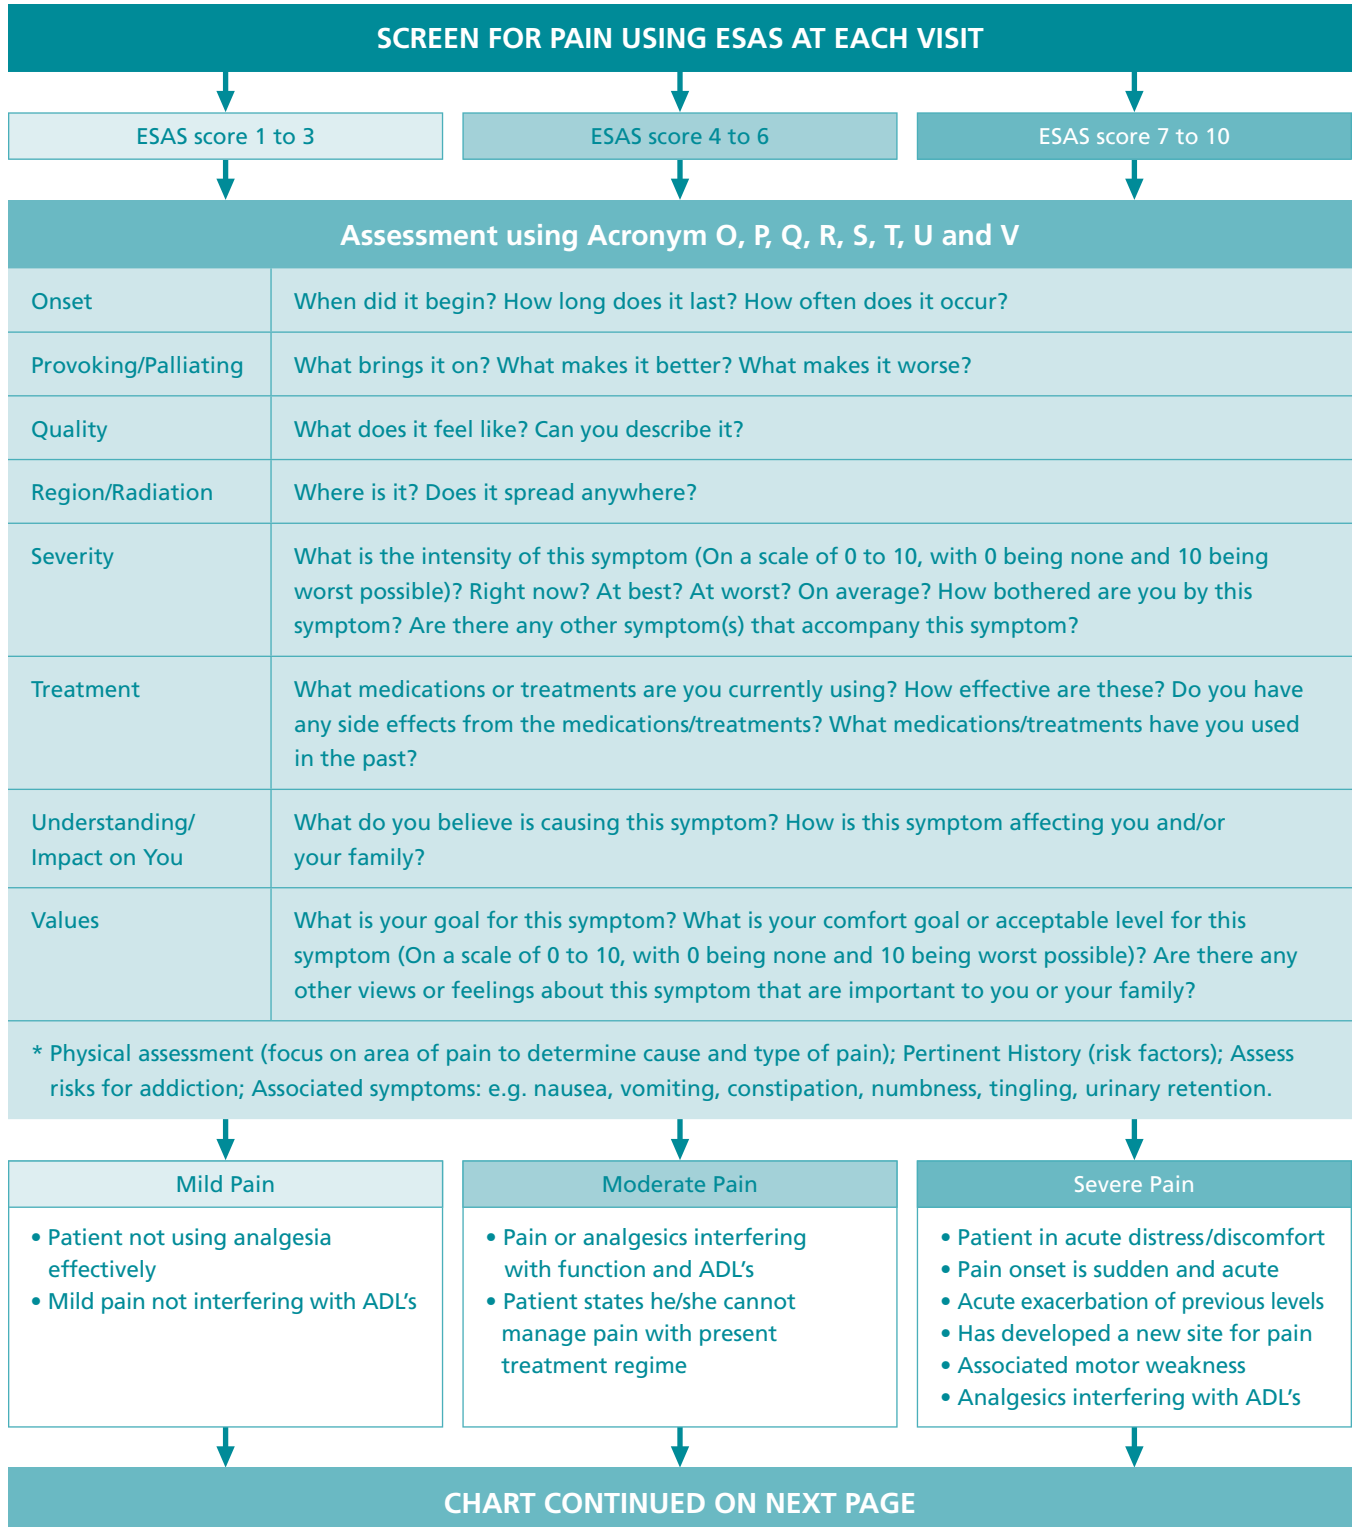 SCREEN FOR PAIN USING ESAS AT EACH VISIT
ESAS score 1 to 3
ESAS score 4 to 6
ESAS score 7 to 10
Assessment using Acronym O, P, Q, R, S, T, U and V
Onset
When did it begin? How long does it last? How often does it occur?
Provoking/Palliating
What brings it on? What makes it better? What makes it worse?
Quality
What does it feel like? Can you describe it?
Region/Radiation
Where is it? Does it spread anywhere?
Severity
What is the intensity of this symptom (On a scale of 0 to 10, with 0 being none and 10 being
worst possible)? Right now? At best? At worst? On average? How bothered are you by this
symptom? Are there any other symptom(s) that accompany this symptom?
Treatment
What medications or treatments are you currently using? How effective are these? Do you have
any side effects from the medications/treatments? What medications/treatments have you used
in the past?
Understanding/
Impact on You
What do you believe is causing this symptom? How is this symptom affecting you and/or
your family?
Values
What is your goal for this symptom? What is your comfort goal or acceptable level for this
symptom (On a scale of 0 to 10, with 0 being none and 10 being worst possible)? Are there any
other views or feelings about this symptom that are important to you or your family?
* Physical assessment (focus on area of pain to determine cause and type of pain); Pertinent History (risk factors); Assess
risks for addiction; Associated symptoms: e.g. nausea, vomiting, constipation, numbness, tingling, urinary retention.
Mild Pain
• Patient not using analgesia
effectively
• Mild pain not interfering with ADL's
Moderate Pain
• Pain or analgesics interfering
with function and ADL's
• Patient states he/she cannot
manage pain with present
treatment regime
Severe Pain
• Patient in acute distress/discomfort
• Pain onset is sudden and acute
• Acute exacerbation of previous levels
• Has developed a new site for pain
• Associated motor weakness
• Analgesics interfering with ADL's
CHART CONTINUED ON NEXT PAGE